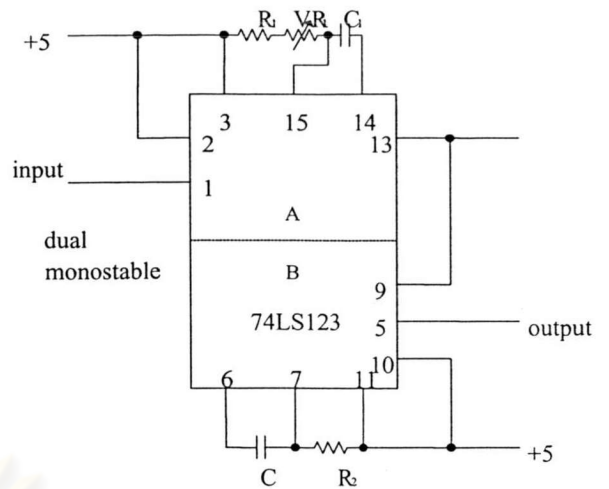 R₁ VR₁ C₁
+5
3 15 14
2 13
input
1
A
dual
monostable
B
9
74LS123
5
output
10
6 7 11
+5
C R₂